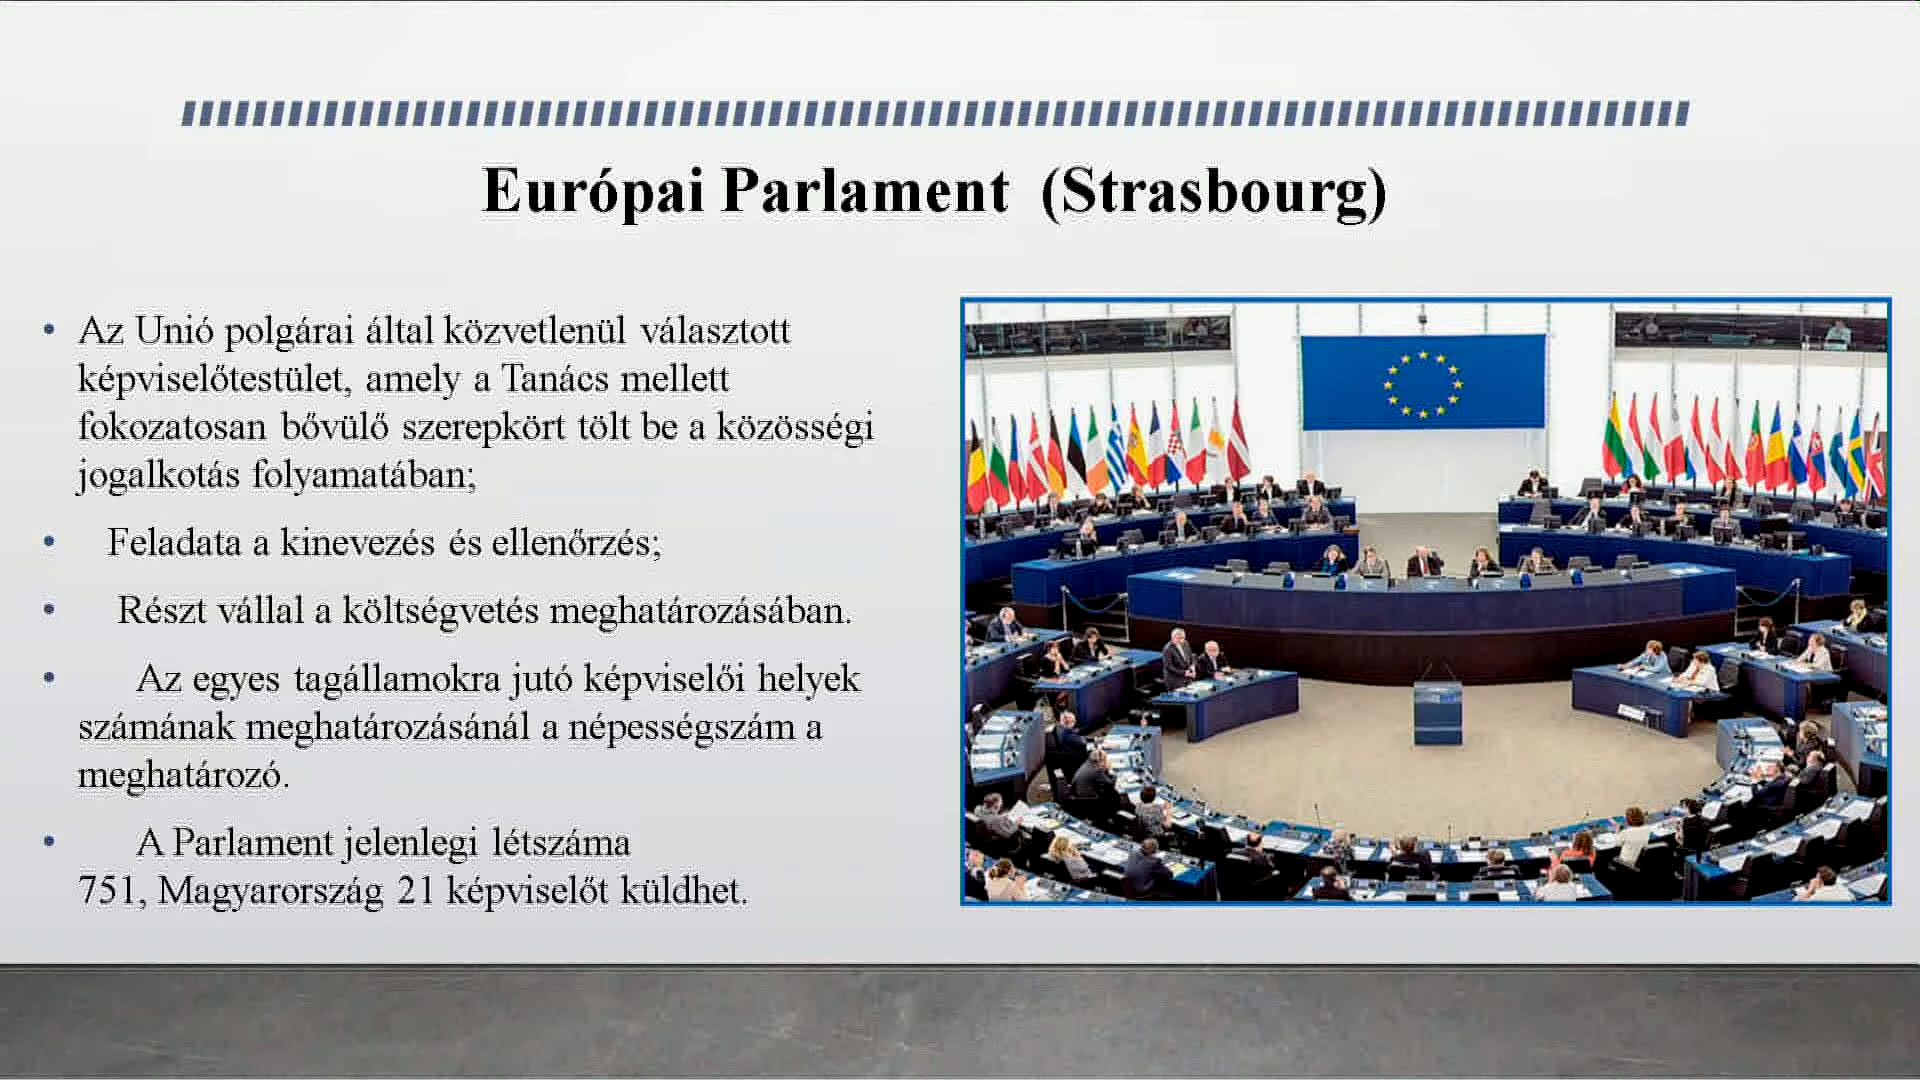 Európai Parlament (Strasbourg)
• Az Unió polgárai által közvetlenül választott
képviselőtestület, amely a Tanács mellett
fokozatosan bővülő szerepkört tölt be a közösségi
jogalkotás folyamatában;
• Feladata a kinevezés és ellenőrzés;
• Részt vállal a költségvetés meghatározásában.
• Az egyes tagállamokra jutó képviselői helyek
számának meghatározásánál a népességszám a
meghatározó.
• A Parlament jelenlegi létszáma
751, Magyarország 21 képviselőt küldhet.